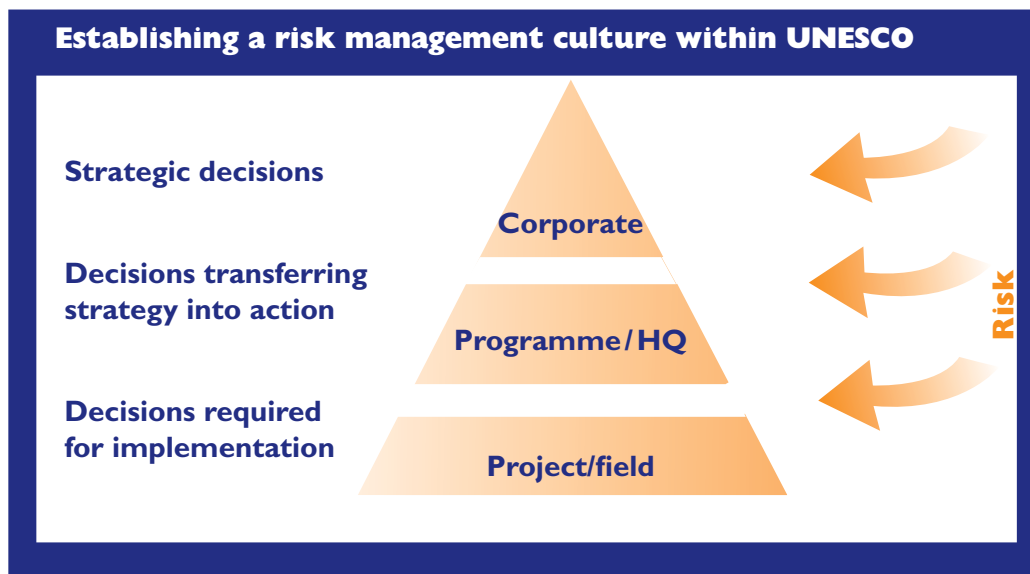 Establishing a risk management culture within UNESCO
Strategic decisions
Corporate
Decisions transferring
strategy into action
Programme / HQ
Decisions required
for implementation
Project/field
Risk